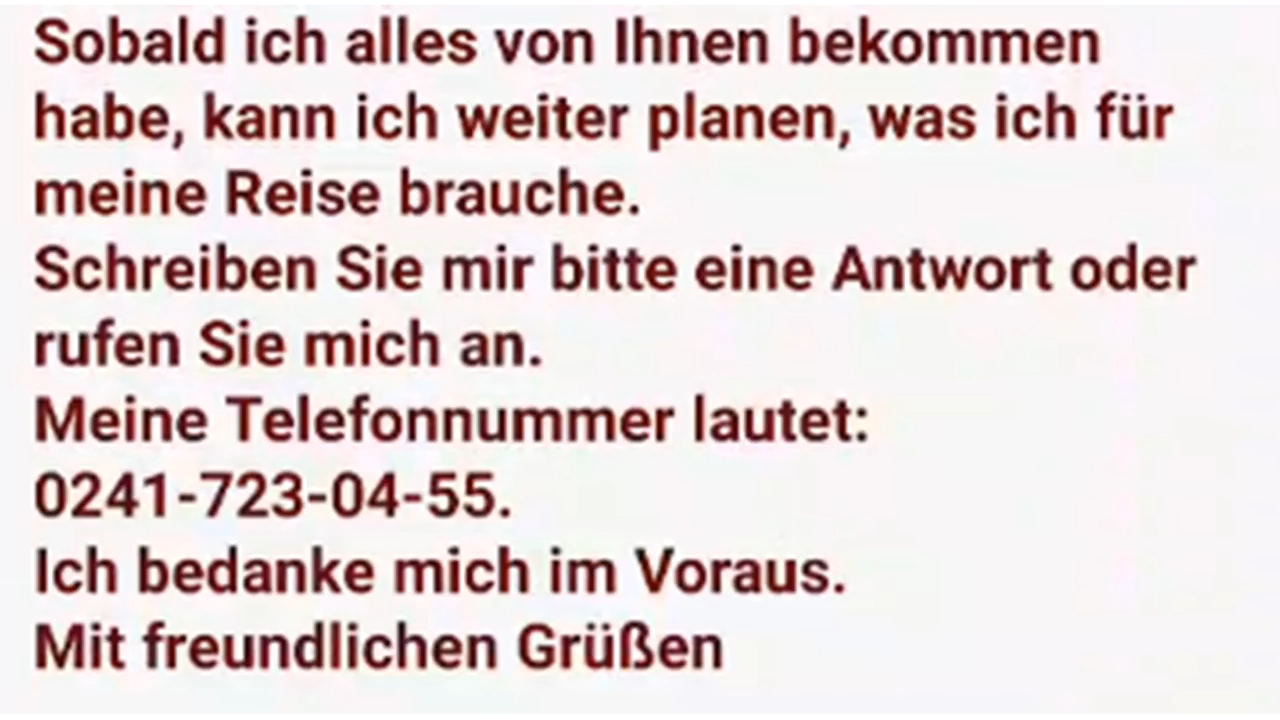 Sobald ich alles von Ihnen bekommen
habe, kann ich weiter planen, was ich für
meine Reise brauche.
Schreiben Sie mir bitte eine Antwort oder
rufen Sie mich an.
Meine Telefonnummer lautet:
0241-723-04-55.
Ich bedanke mich im Voraus.
Mit freundlichen Grüßen